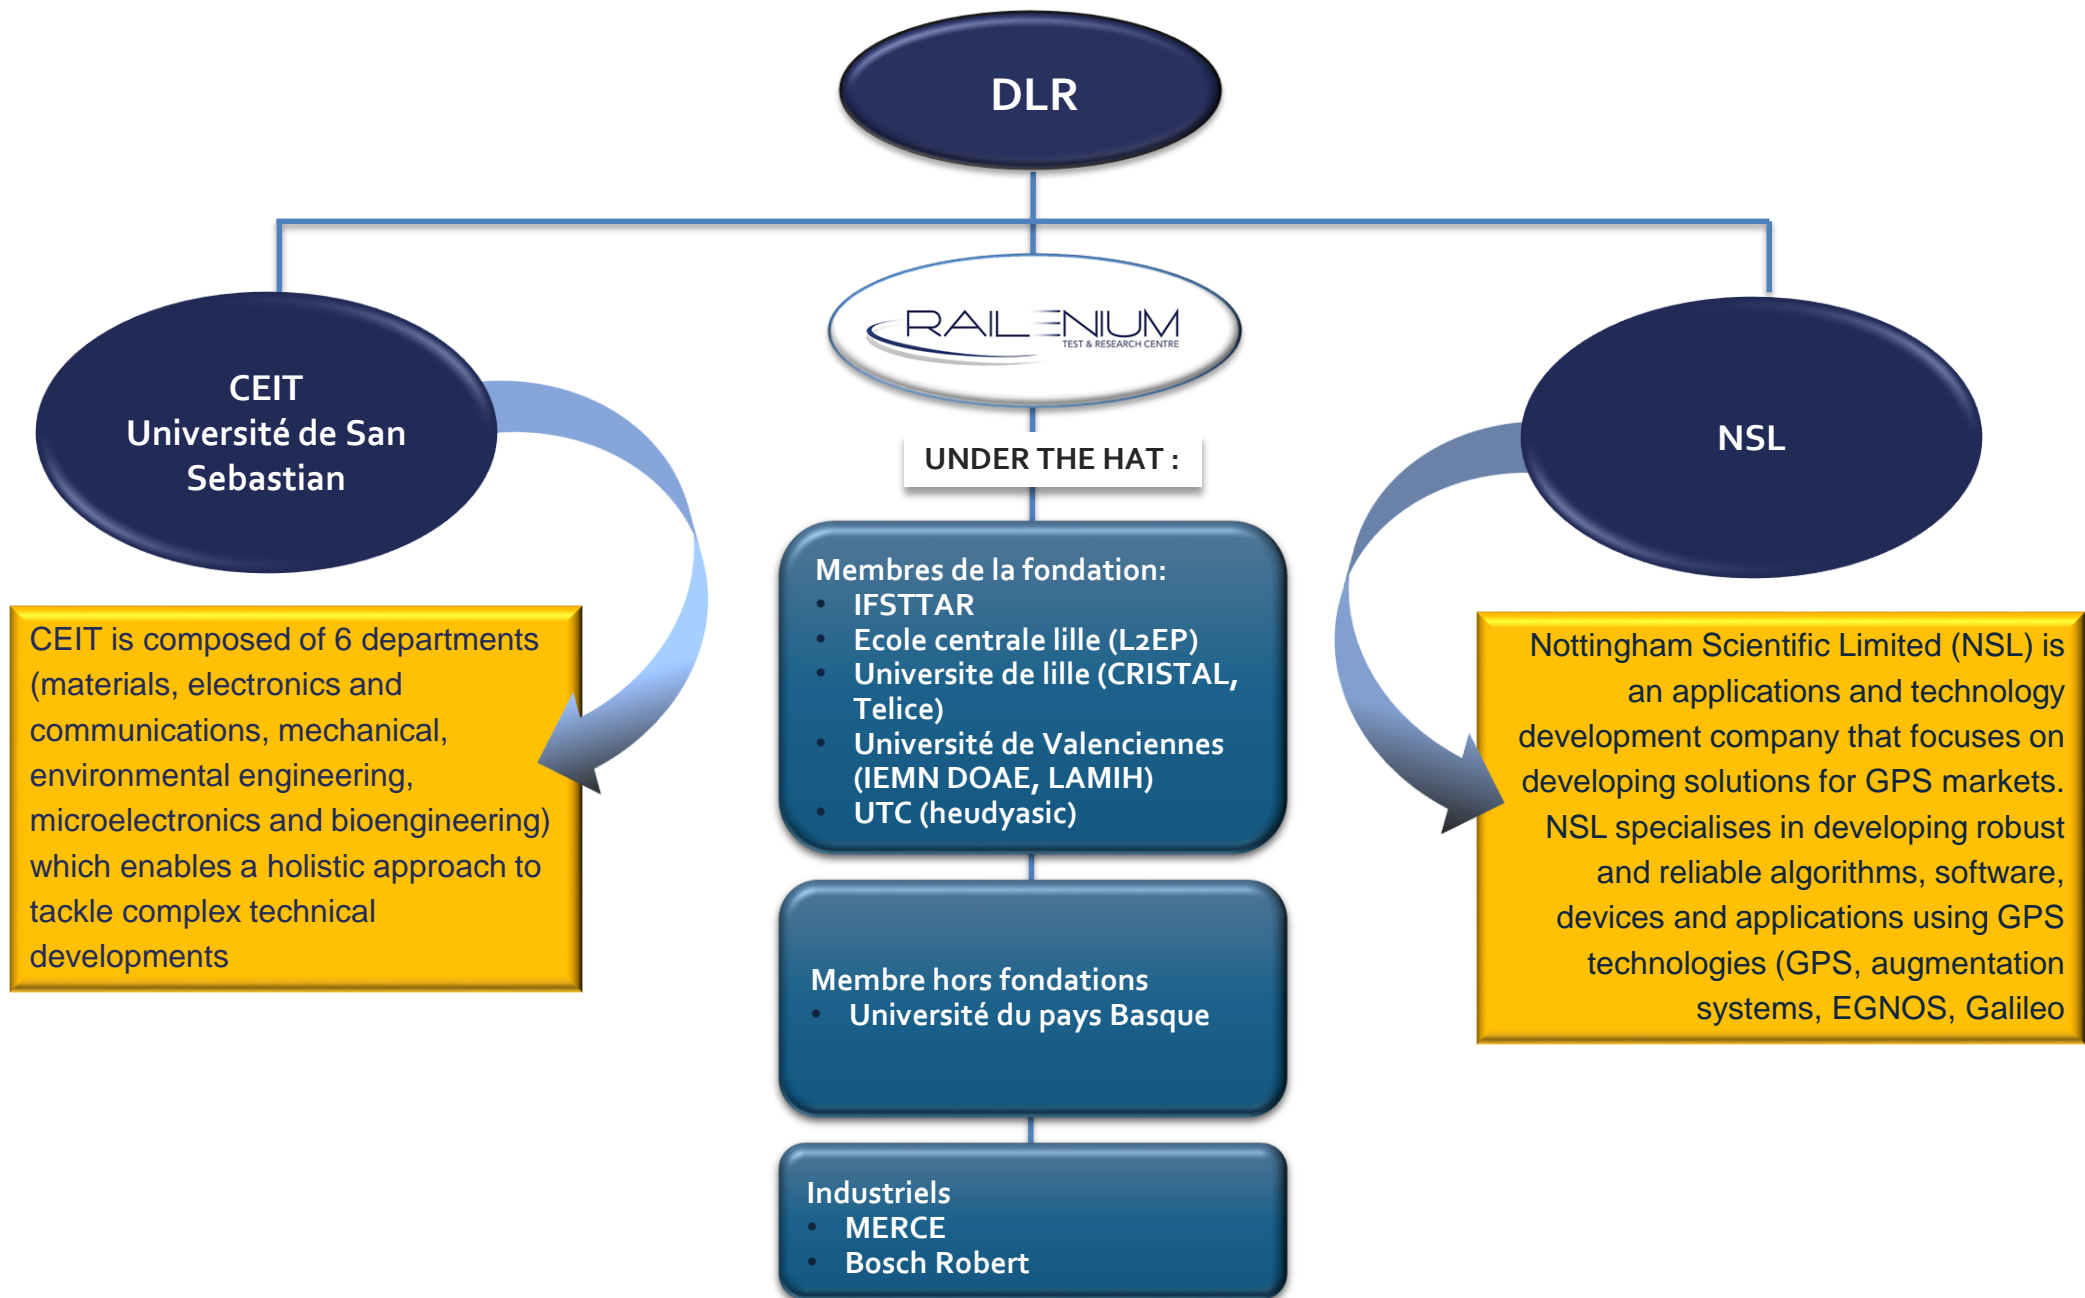 DLR
RAILENIUM
TEST & RESEARCH CENTRE
CEIT
Université de San
Sebastian
NSL
UNDER THE HAT :
Membres de la fondation:
• IFSTTAR
• Ecole centrale lille (L2EP)
• Universite de lille (CRISTAL,
Telice)
• Université de Valenciennes
(IEMN DOAE, LAMIH)
• UTC (heudyasic)
CEIT is composed of 6 departments
(materials, electronics and
communications, mechanical,
environmental engineering,
microelectronics and bioengineering)
which enables a holistic approach to
tackle complex technical
developments
Nottingham Scientific Limited (NSL) is
an applications and technology
development company that focuses on
developing solutions for GPS markets.
NSL specialises in developing robust
and reliable algorithms, software,
devices and applications using GPS
technologies (GPS, augmentation
systems, EGNOS, Galileo
Membre hors fondations
• Université du pays Basque
Industriels
• MERCE
• Bosch Robert